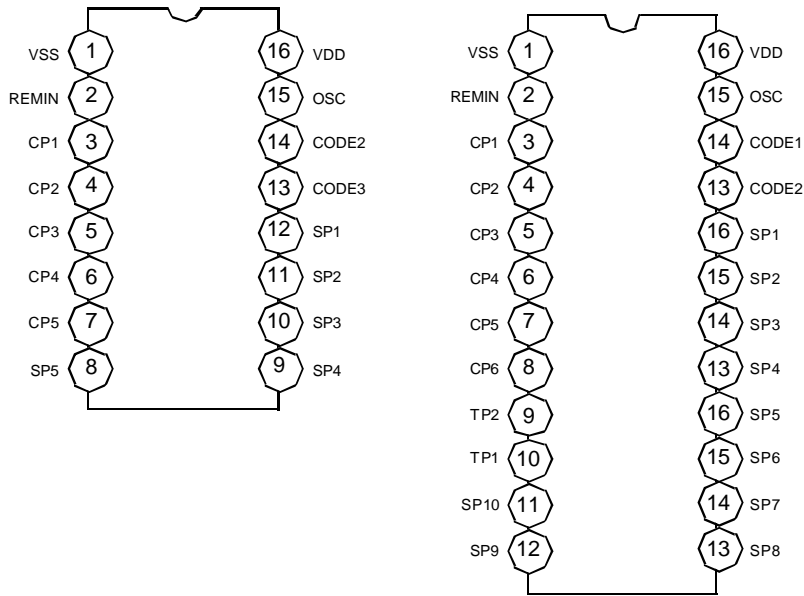 VSS 1 16 VDD
REMIN 2 15 OSC
CP1 3 14 CODE2
CP2 4 13 CODE3
CP3 5 12 SP1
CP4 6 11 SP2
CP5 7 10 SP3
SP5 8 9 SP4
VSS 1 16 VDD
REMIN 2 15 OSC
CP1 3 14 CODE1
CP2 4 13 CODE2
CP3 5 16 SP1
CP4 6 15 SP2
CP5 7 14 SP3
CP6 8 13 SP4
TP2 9 16 SP5
TP1 10 15 SP6
SP10 11 14 SP7
SP9 12 13 SP8